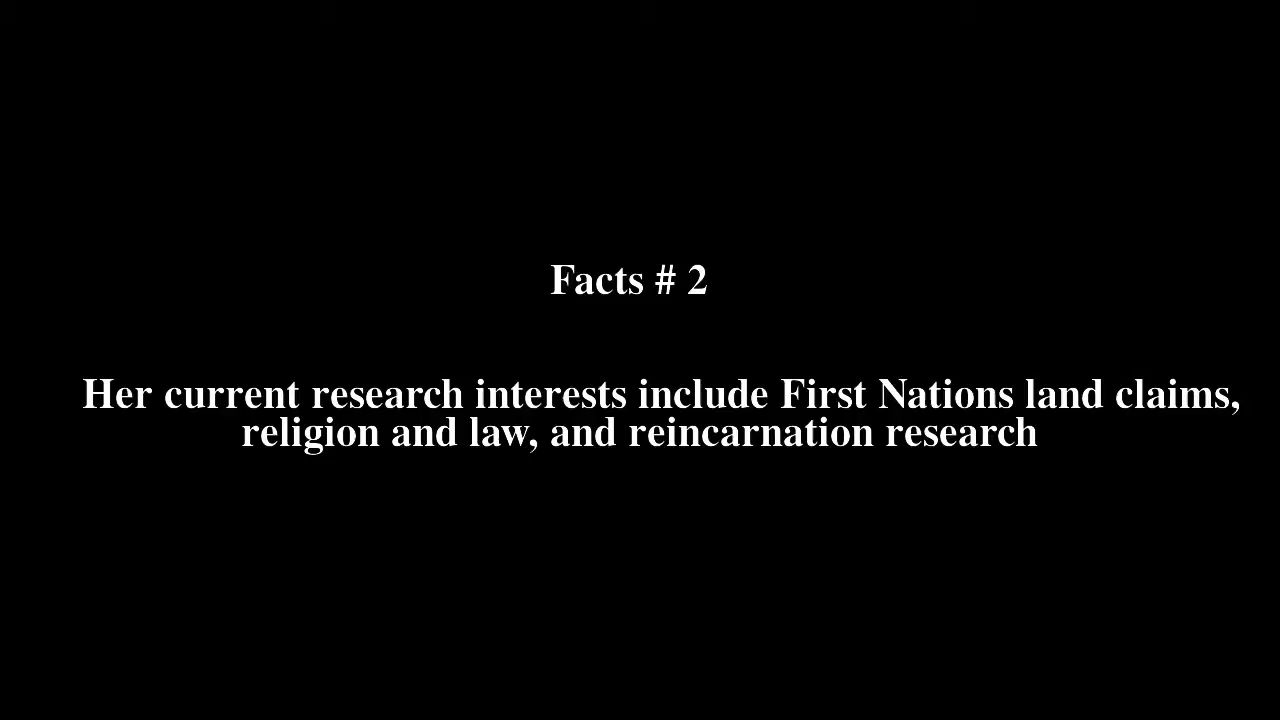 Facts # 2
Her current research interests include First Nations land claims,
religion and law, and reincarnation research